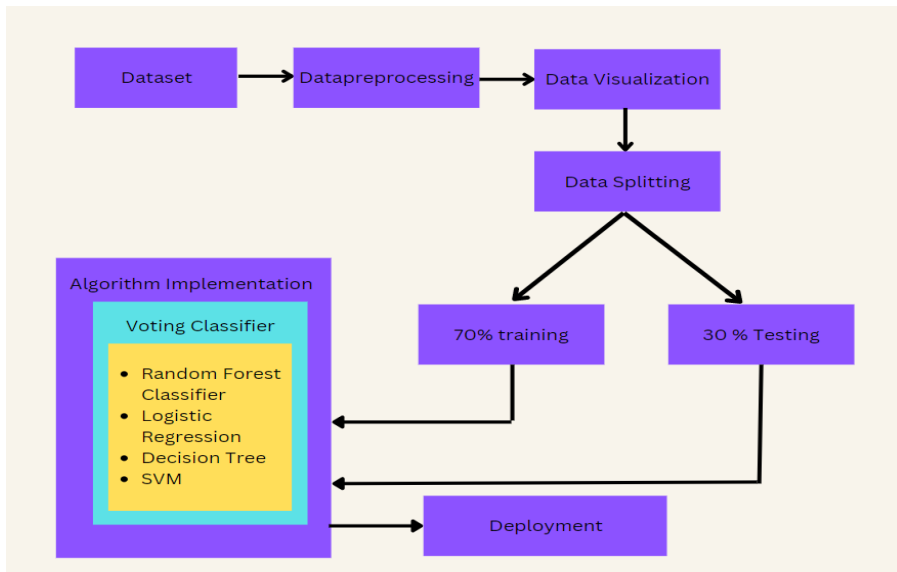 Dataset
Datapreprocessing
Data Visualization
Data Splitting
70% training
30 % Testing
Algorithm Implementation
Voting Classifier
• Random Forest
Classifier
• Logistic
Regression
• Decision Tree
• SVM
Deployment